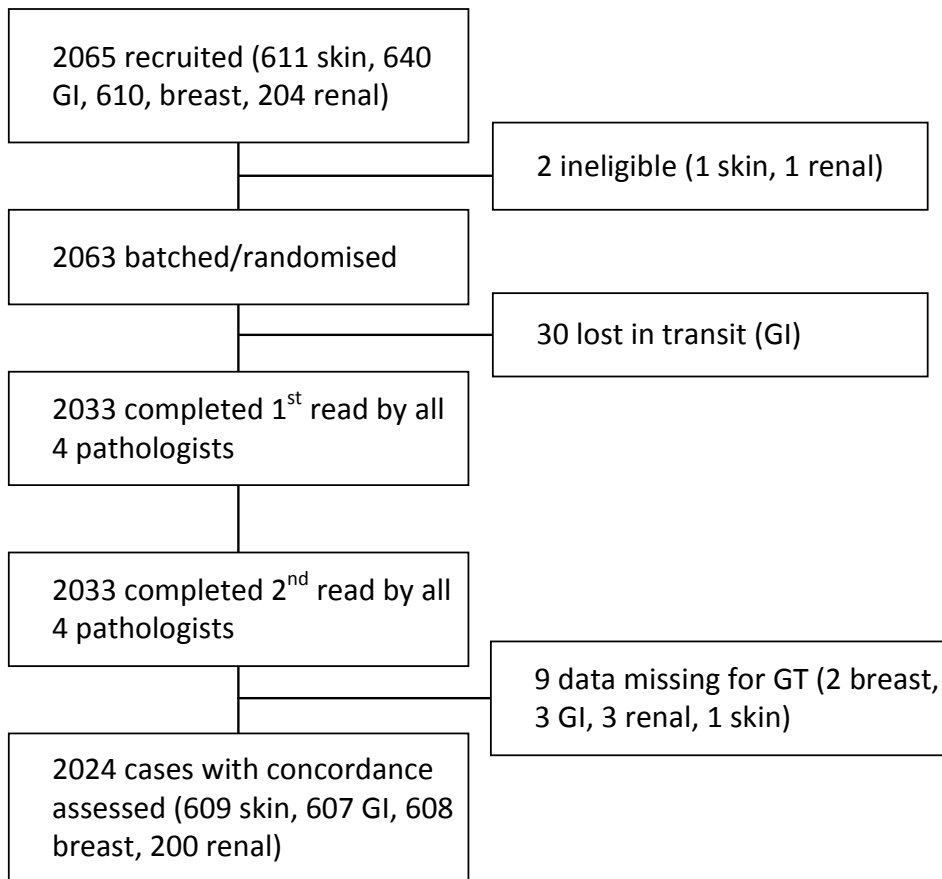 2065 recruited (611 skin, 640
GI, 610, breast, 204 renal)
2 ineligible (1 skin, 1 renal)
2063 batched/randomised
30 lost in transit (GI)
2033 completed 1st read by all
4 pathologists
2033 completed 2nd read by all
4 pathologists
9 data missing for GT (2 breast,
3 GI, 3 renal, 1 skin)
2024 cases with concordance
assessed (609 skin, 607 GI, 608
breast, 200 renal)